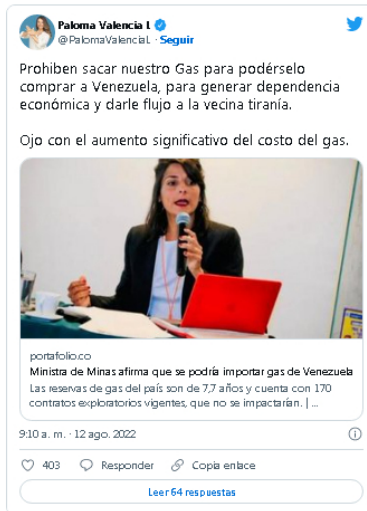 Paloma Valencia L
@PalomaValenciaL · Seguir
Prohiben sacar nuestro Gas para podérselo
comprar a Venezuela, para generar dependencia
económica y darle flujo a la vecina tiranía.
Ojo con el aumento significativo del costo del gas.
portafolio.co
Ministra de Minas afirma que se podría importar gas de Venezuela
Las reservas de gas del país son de 7,7 años y cuenta con 170
contratos exploratorios vigentes, que no se impactarían. | ...
9:10 a. m. · 12 ago. 2022
403 Responder Copia enlace
Leer 64 respuestas